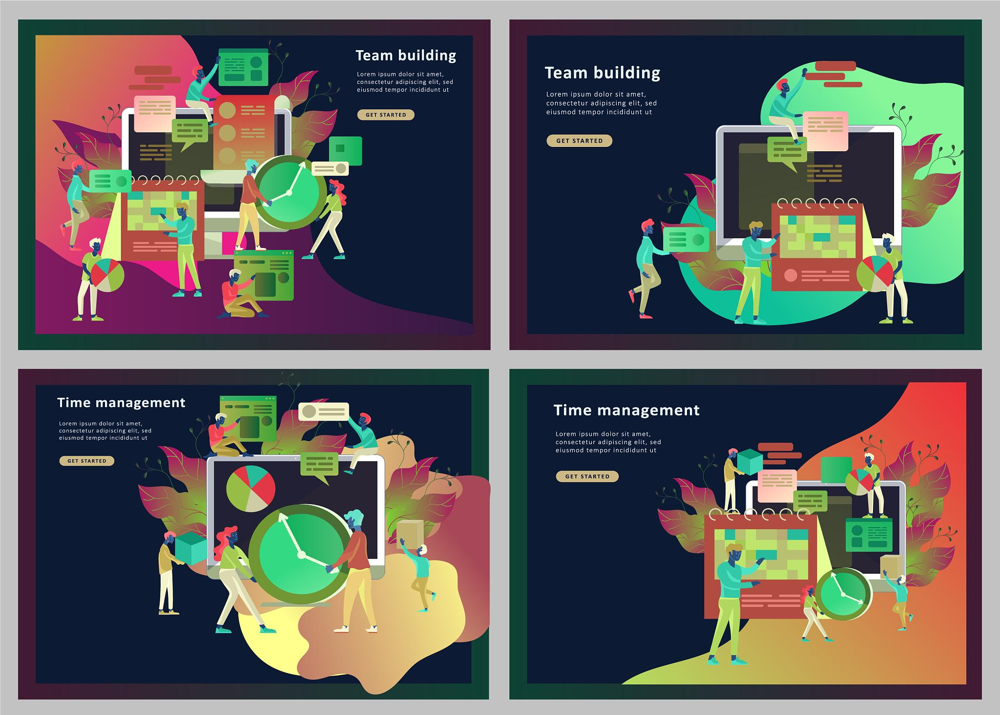 Team building
Lorem ipsum dolor sit amet,
consectetur adipiscing elit, sed
eiusmod tempor incididunt ut
GET STARTED
Team building
Lorem ipsum dolor sit amet,
consectetur adipiscing elit, sed
eiusmod tempor incididunt ut
GET STARTED
Time management
Lorem ipsum dolor sit amet,
consectetur adipiscing elit, sed
eiusmod tempor incididunt ut
GET STARTED
Time management
Lorem ipsum dolor sit amet,
consectetur adipiscing elit, sed
eiusmod tempor incididunt ut
GET STARTED